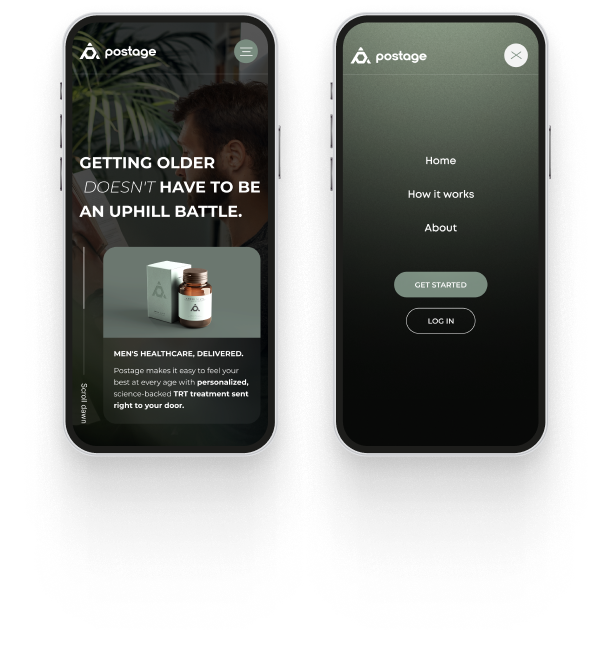 postage
GETTING OLDER
DOESN'T HAVE TO BE
AN UPHILL BATTLE.
MEN'S HEALTHCARE, DELIVERED.
Postage makes it easy to feel your
best at every age with personalized,
science-backed TRT treatment sent
right to your door.
Scroll dawn
postage
Home
How it works
About
GET STARTED
LOG IN